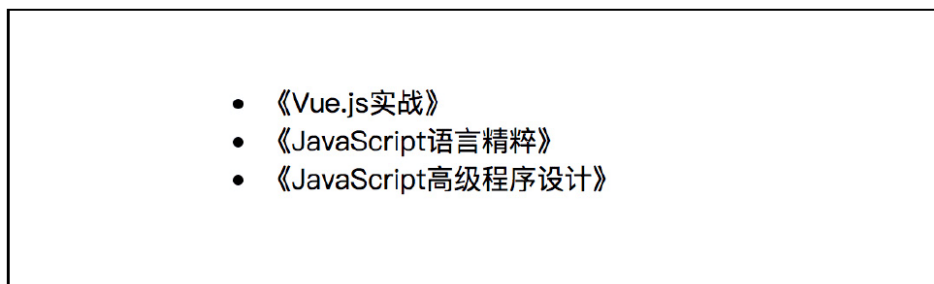 • 《Vue.js实战》
• 《JavaScript语言精粹》
• 《JavaScript高级程序设计》